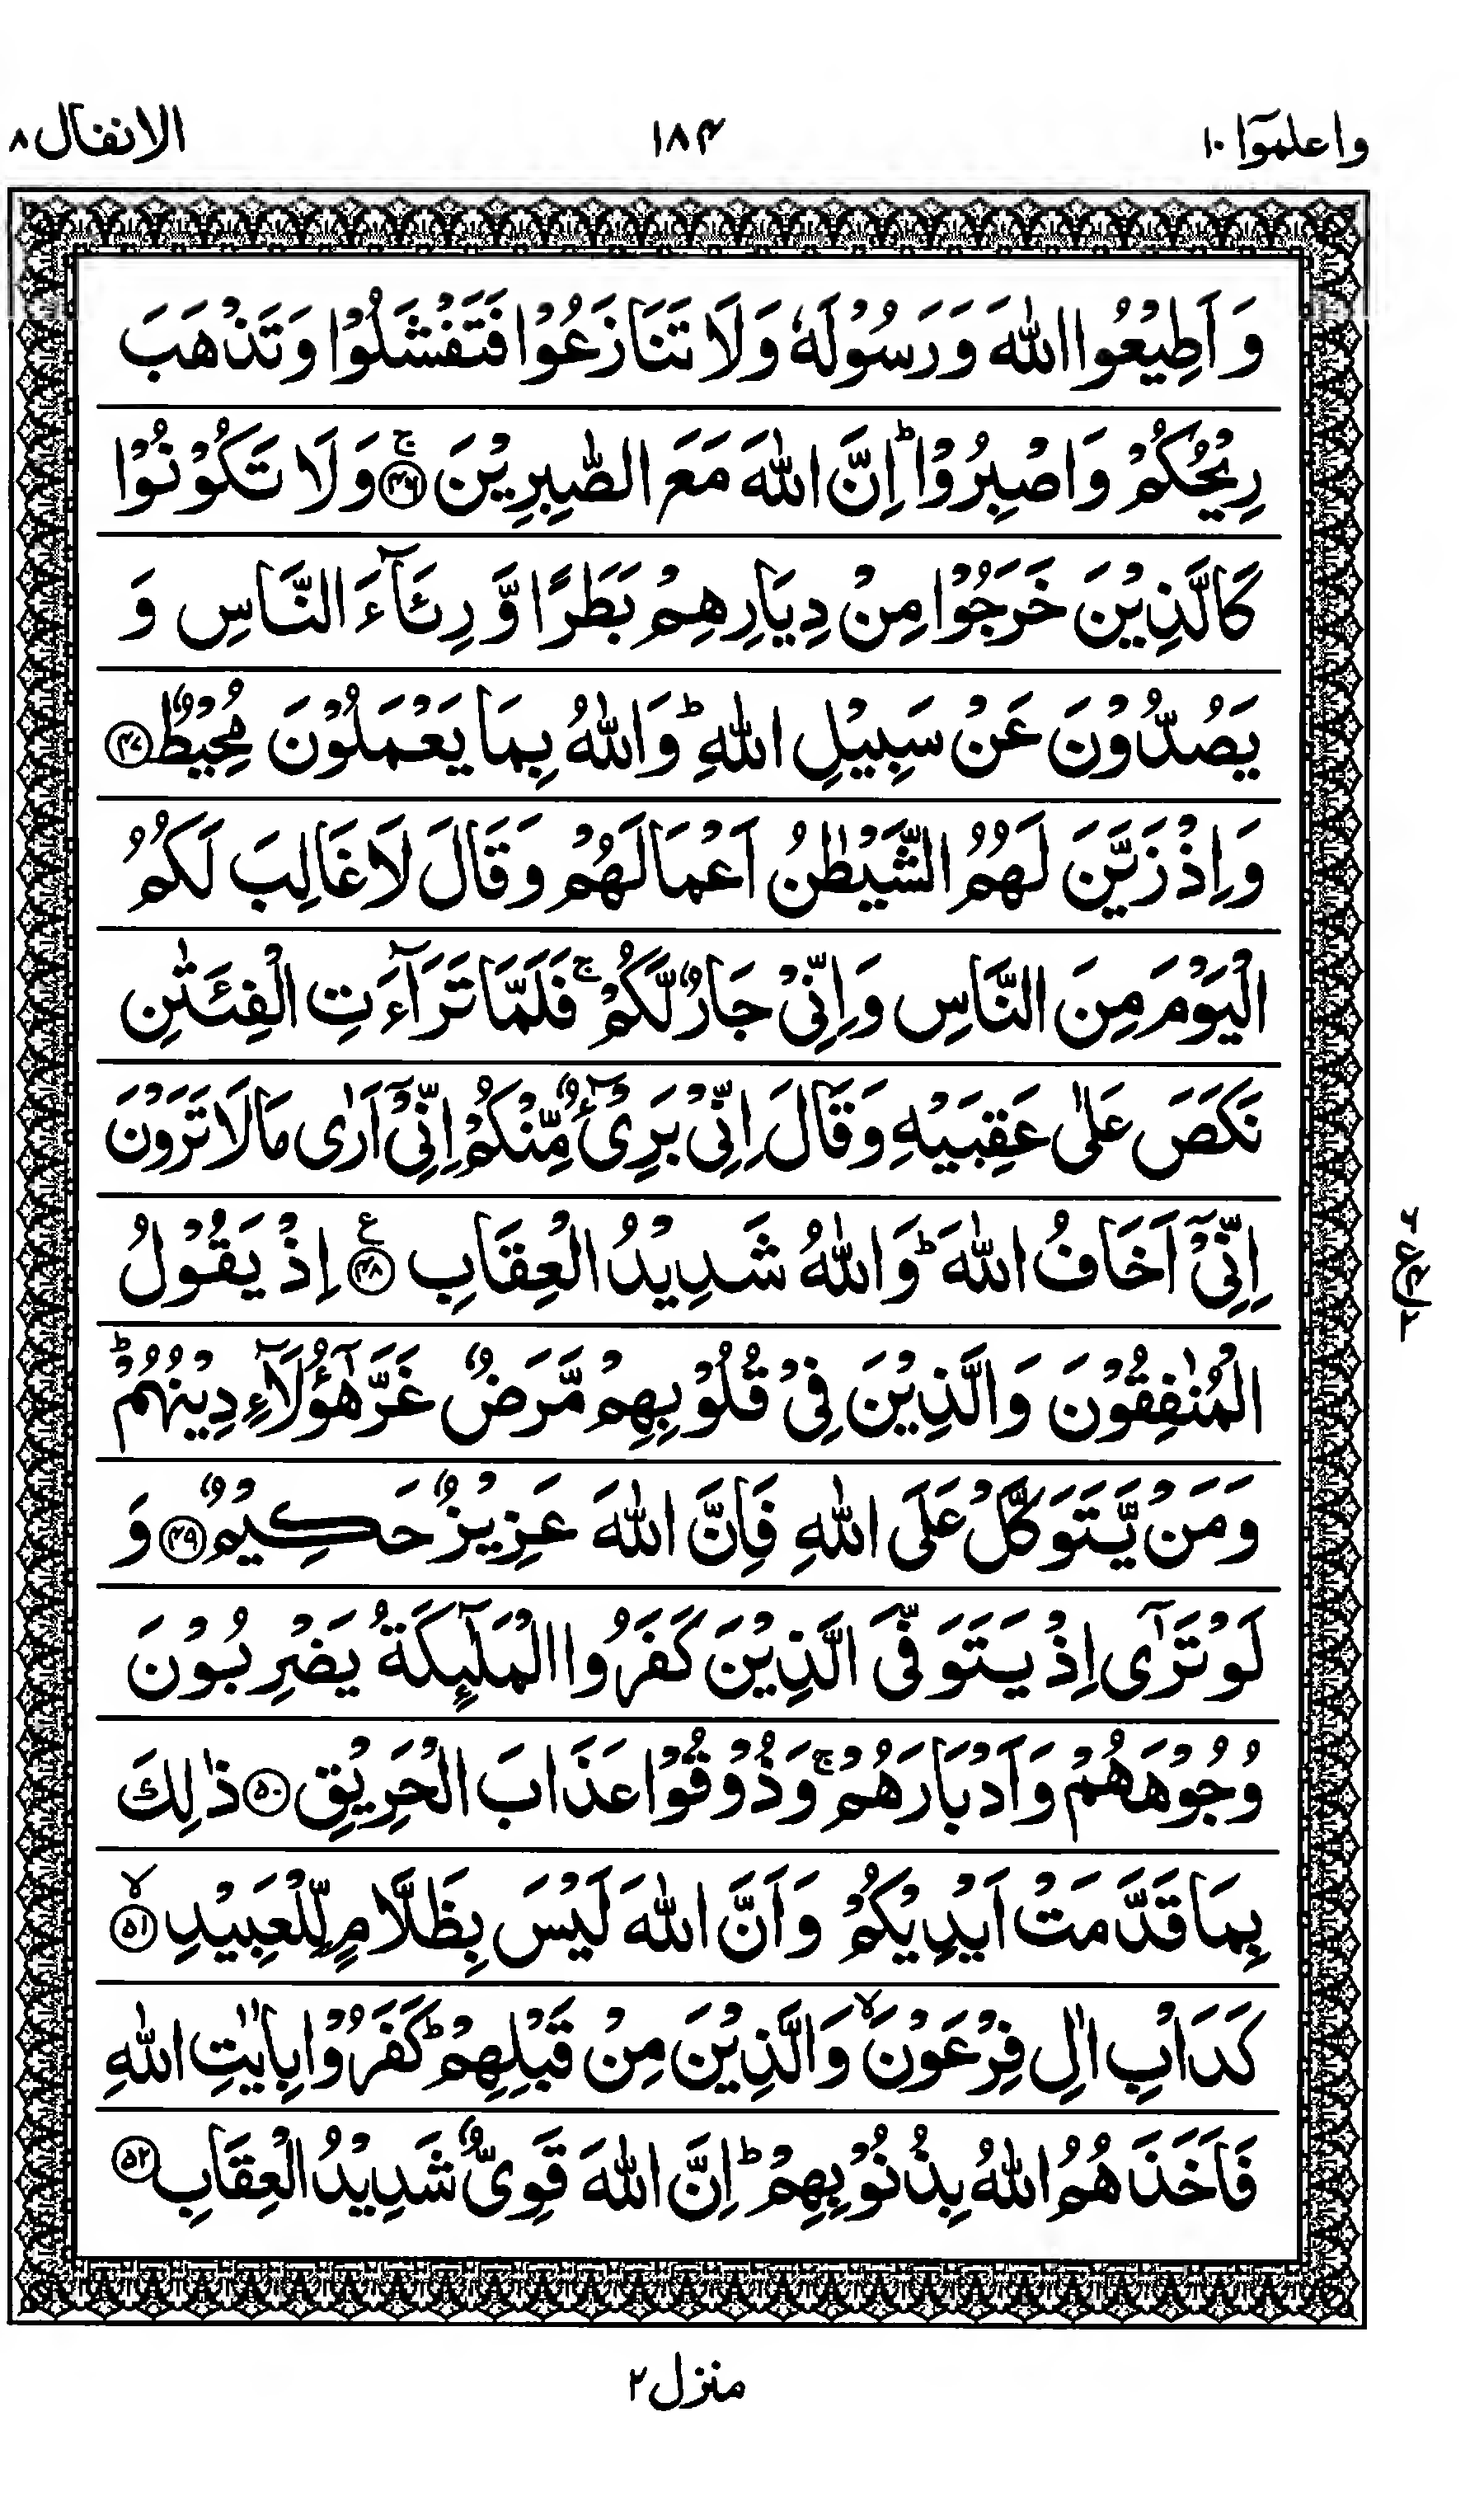 واعلموٓا ١٠
١٨٤
الانفال ٨
وَ اَطِیْعُوا اللّٰهَ وَ رَسُوْلَهٗ وَ لَا تَنَازَعُوْا فَتَفْشَلُوْا وَ تَذْهَبَ
رِیْحُكُمْ وَ اصْبِرُوْاؕ اِنَّ اللّٰهَ مَعَ الصّٰبِرِیْنَۚ ﴿۴۶﴾ وَ لَا تَكُوْنُوْا
كَالَّذِیْنَ خَرَجُوْا مِنْ دِیَارِهِمْ بَطَرًا وَّ رِئَآءَ النَّاسِ وَ
یَصُدُّوْنَ عَنْ سَبِیْلِ اللّٰهِؕ وَ اللّٰهُ بِمَا یَعْمَلُوْنَ مُحِیْطٌ ﴿۴۷﴾
وَ اِذْ زَیَّنَ لَهُمُ الشَّیْطٰنُ اَعْمَالَهُمْ وَ قَالَ لَا غَالِبَ لَكُمُ
الْیَوْمَ مِنَ النَّاسِ وَ اِنِّیْ جَارٌ لَّكُمْۚ فَلَمَّا تَرَآءَتِ الْفِئَتٰنِ
نَكَصَ عَلٰى عَقِبَیْهِ وَ قَالَ اِنِّیْ بَرِیْٓءٌ مِّنْكُمْ اِنِّیْۤ اَرٰى مَا لَا تَرَوْنَ
اِنِّیْۤ اَخَافُ اللّٰهَؕ وَ اللّٰهُ شَدِیْدُ الْعِقَابِ ﴿۴۸﴾ ع اِذْ یَقُوْلُ
٦ ع ٢
الْمُنٰفِقُوْنَ وَ الَّذِیْنَ فِیْ قُلُوْبِهِمْ مَّرَضٌ غَرَّ هٰۤؤُلَآءِ دِیْنُهُمْؕ
وَ مَنْ یَّتَوَكَّلْ عَلَى اللّٰهِ فَاِنَّ اللّٰهَ عَزِیْزٌ حَكِیْمٌ ﴿۴۹﴾ وَ
لَوْ تَرٰۤى اِذْ یَتَوَفَّى الَّذِیْنَ كَفَرُوا الْمَلٰٓىِٕكَةُ یَضْرِبُوْنَ
وُجُوْهَهُمْ وَ اَدْبَارَهُمْۚ وَ ذُوْقُوْا عَذَابَ الْحَرِیْقِ ﴿۵۰﴾ ذٰلِكَ
بِمَا قَدَّمَتْ اَیْدِیْكُمْ وَ اَنَّ اللّٰهَ لَیْسَ بِظَلَّامٍ لِّلْعَبِیْدِۙ ﴿۵۱﴾
كَدَاْبِ اٰلِ فِرْعَوْنَۙ وَ الَّذِیْنَ مِنْ قَبْلِهِمْؕ كَفَرُوْا بِاٰیٰتِ اللّٰهِ
فَاَخَذَهُمُ اللّٰهُ بِذُنُوْبِهِمْؕ اِنَّ اللّٰهَ قَوِیٌّ شَدِیْدُ الْعِقَابِ ﴿۵۲﴾
منزل ٢